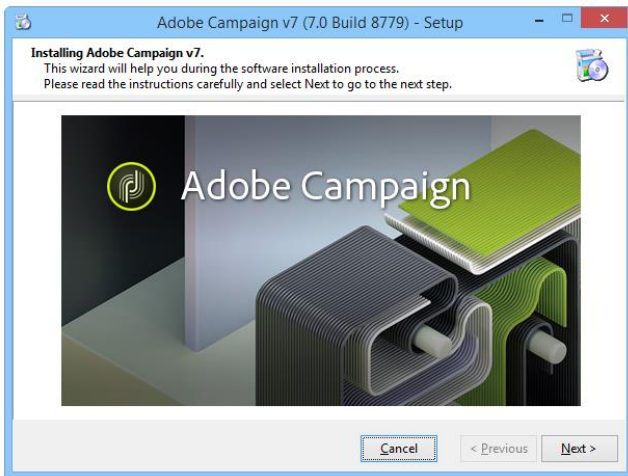 Adobe Campaign v7 (7.0 Build 8779) - Setup
Installing Adobe Campaign v7.
This wizard will help you during the software installation process.
Please read the instructions carefully and select Next to go to the next step.
Adobe Campaign
Cancel < Previous Next >